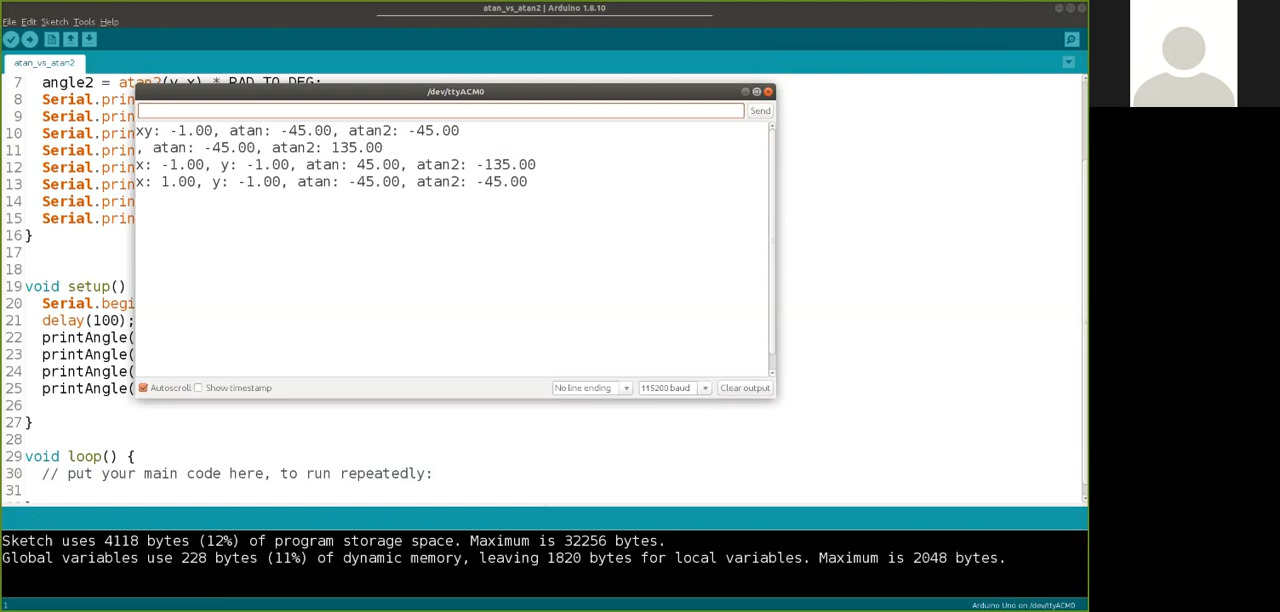 atan_vs_atan2 | Arduino 1.8.10
File Edit Sketch Tools Help
atan_vs_atan2
7 angle2 = atan2(y,x) * RAD_TO_DEG;
8 Serial.prin
9 Serial.prin
10 Serial.prin
11 Serial.prin
12 Serial.prin
13 Serial.prin
14 Serial.prin
15 Serial.prin
16 }
17
18
19 void setup()
20 Serial.begi
21 delay(100);
22 printAngle(
23 printAngle(
24 printAngle(
25 printAngle(
26
27 }
28
29 void loop() {
30 // put your main code here, to run repeatedly:
31
/dev/ttyACM0
Send
xy: -1.00, atan: -45.00, atan2: -45.00
, atan: -45.00, atan2: 135.00
x: -1.00, y: -1.00, atan: 45.00, atan2: -135.00
x: 1.00, y: -1.00, atan: -45.00, atan2: -45.00
Autoscroll Show timestamp No line ending 115200 baud Clear output
Sketch uses 4118 bytes (12%) of program storage space. Maximum is 32256 bytes.
Global variables use 228 bytes (11%) of dynamic memory, leaving 1820 bytes for local variables. Maximum is 2048 bytes.
1 Arduino Uno on /dev/ttyACM0